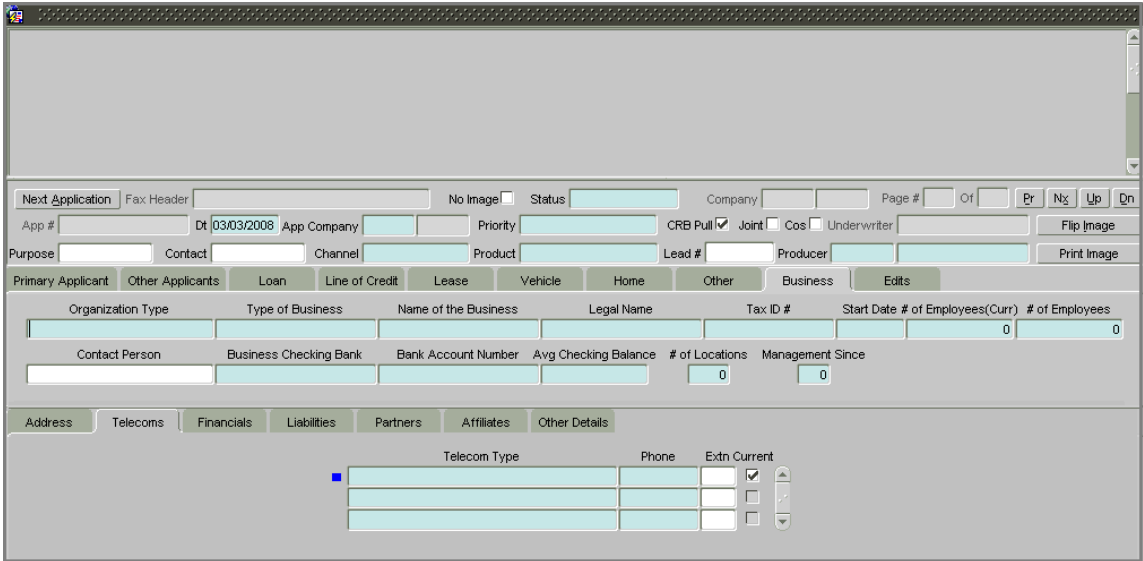 Next Application Fax Header No Image Status Company Page # Of Pr Nx Up Dn
App # Dt 03/03/2008 App Company Priority CRB Pull Joint Cos Underwriter Flip Image
Purpose Contact Channel Product Lead # Producer Print Image
Primary Applicant Other Applicants Loan Line of Credit Lease Vehicle Home Other Business Edits
Organization Type Type of Business Name of the Business Legal Name Tax ID # Start Date # of Employees(Curr) # of Employees
0 0
Contact Person Business Checking Bank Bank Account Number Avg Checking Balance # of Locations Management Since
0 0
Address Telecoms Financials Liabilities Partners Affiliates Other Details
Telecom Type Phone Extn Current